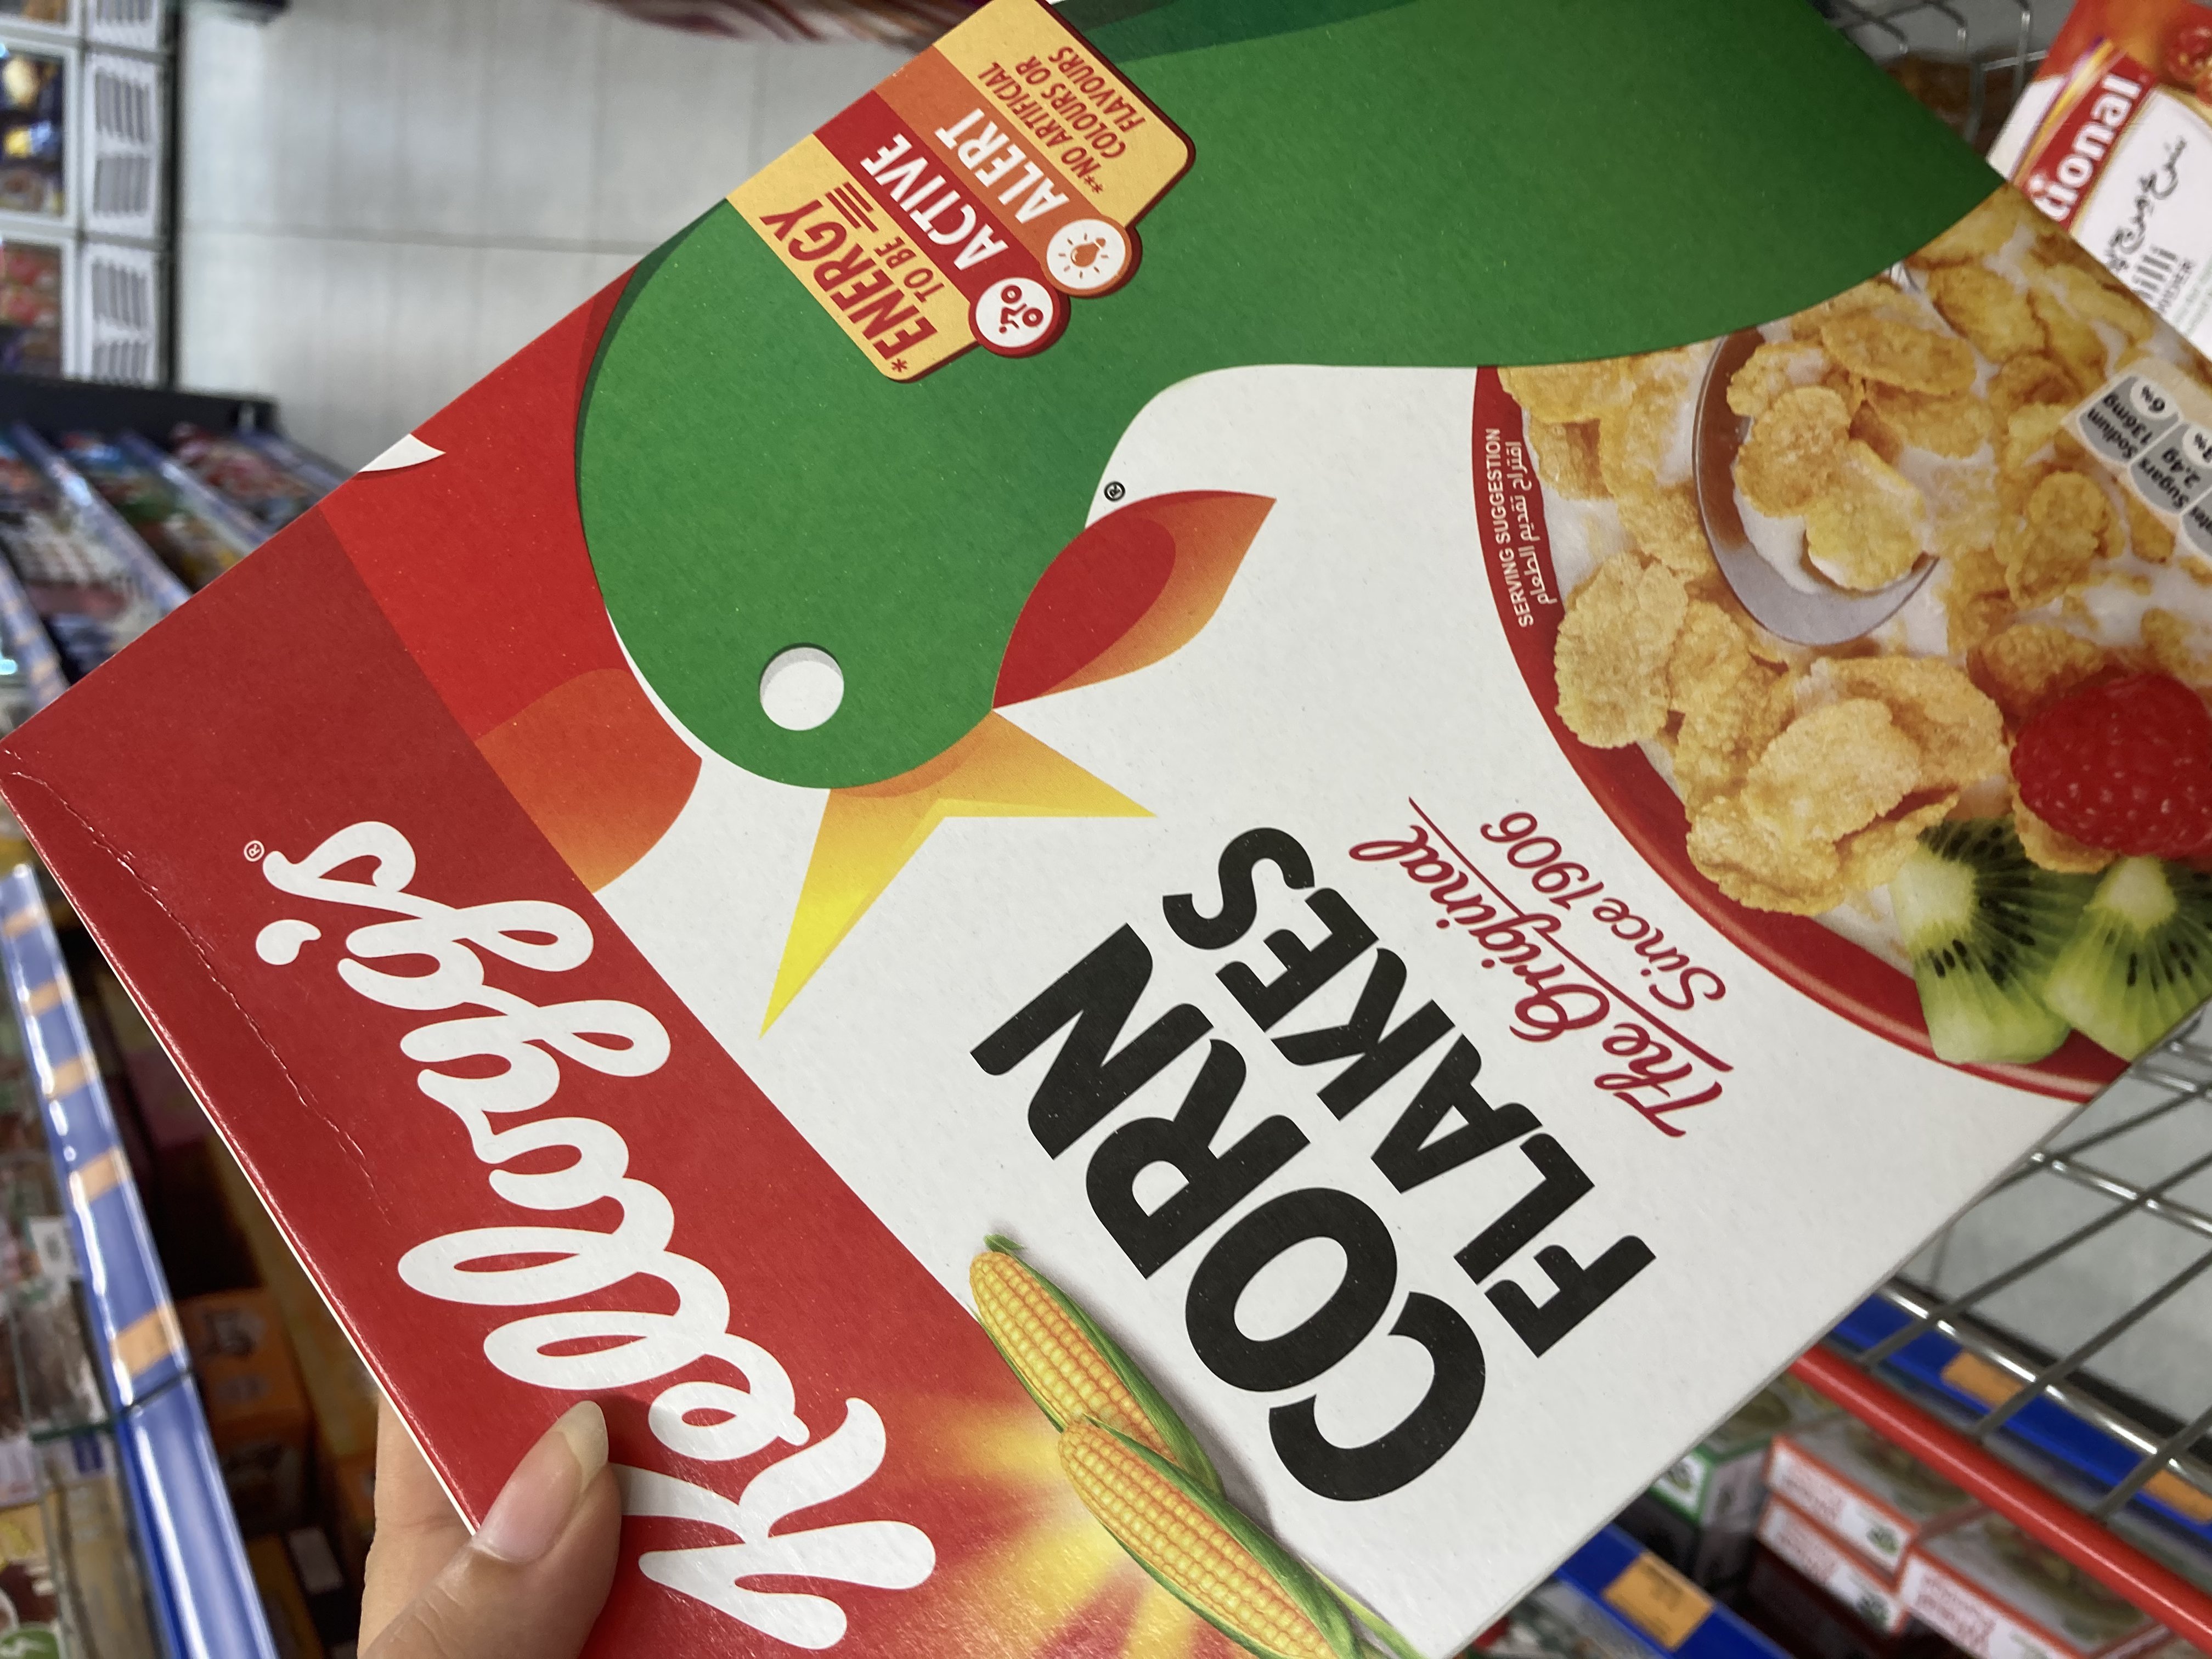 Kellogg's®
*ENERGY
TO BE
ACTIVE
ALERT
**NO ARTIFICIAL
COLOURS OR
FLAVOURS
®
CORN
FLAKES
The Original
Since 1906
SERVING SUGGESTION
اقتراح تقديم الطعام
Sugars
2.4g
3%
Sodium
136mg
6%
tional